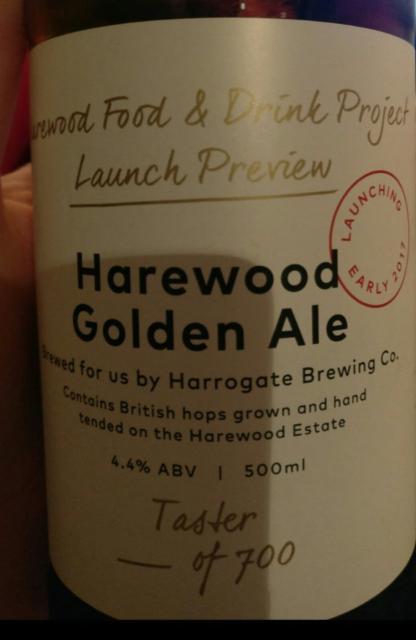 Harewood Food & Drink Project
Launch Preview
LAUNCHING
EARLY 2017
Harewood
Golden Ale
Brewed for us by Harrogate Brewing Co.
Contains British hops grown and hand
tended on the Harewood Estate
4.4% ABV | 500ml
Taster
— of 700